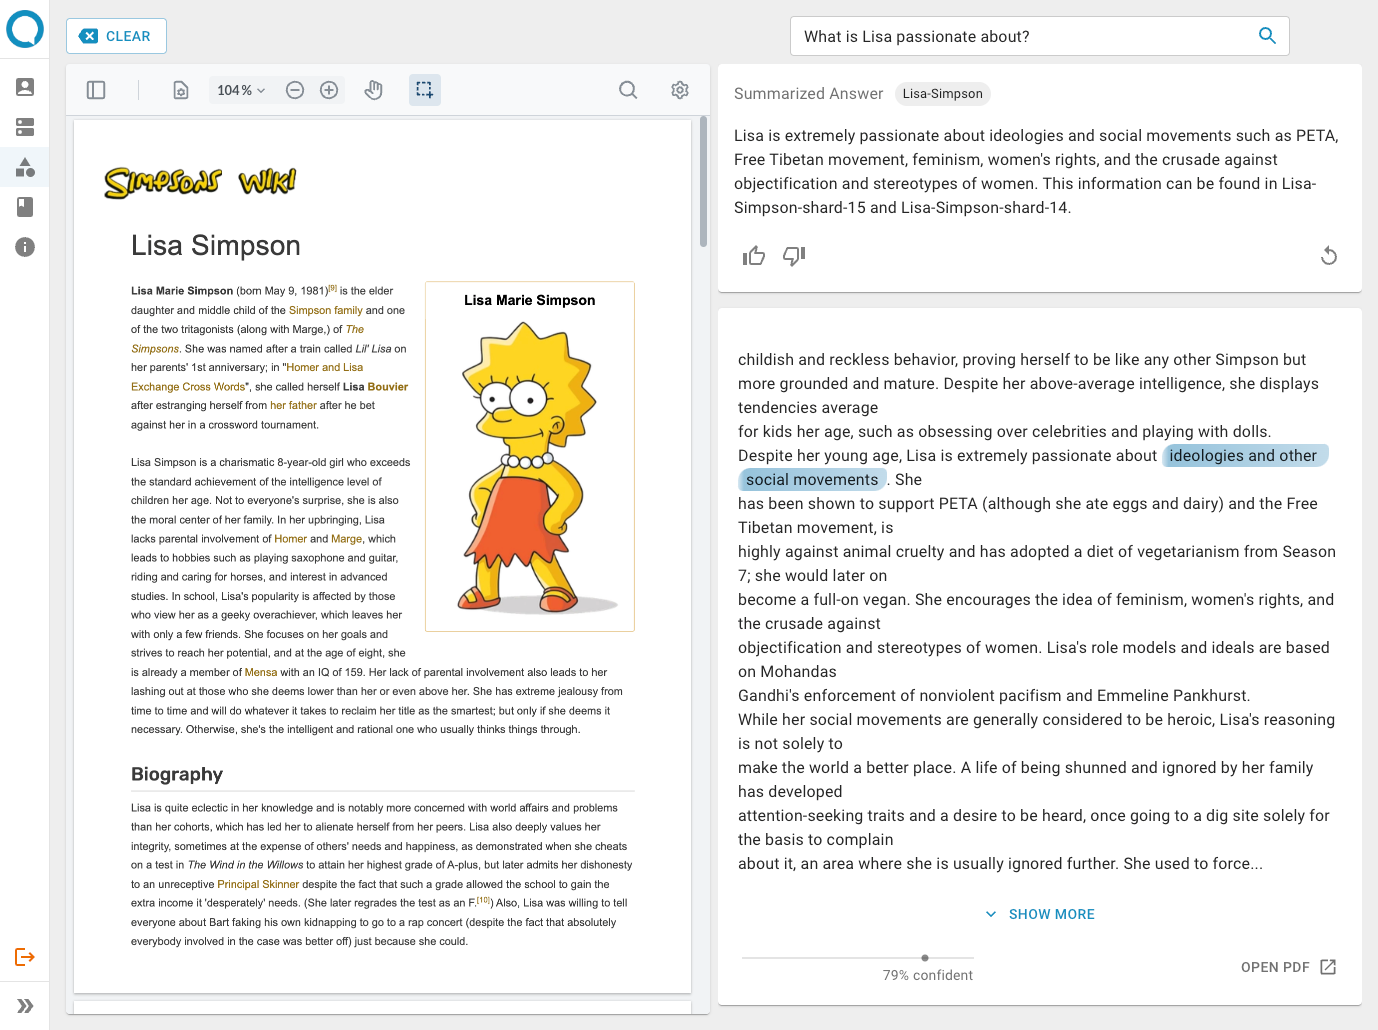 CLEAR
What is Lisa passionate about?
104%
Simpsons Wiki
Lisa Simpson
Lisa Marie Simpson (born May 9, 1981)[9] is the elder
daughter and middle child of the Simpson family and one
of the two tritagonists (along with Marge,) of The
Simpsons. She was named after a train called Lil' Lisa on
her parents' 1st anniversary; in "Homer and Lisa
Exchange Cross Words", she called herself Lisa Bouvier
after estranging herself from her father after he bet
against her in a crossword tournament.
Lisa Marie Simpson
Lisa Simpson is a charismatic 8-year-old girl who exceeds
the standard achievement of the intelligence level of
children her age. Not to everyone's surprise, she is also
the moral center of her family. In her upbringing, Lisa
lacks parental involvement of Homer and Marge, which
leads to hobbies such as playing saxophone and guitar,
riding and caring for horses, and interest in advanced
studies. In school, Lisa's popularity is affected by those
who view her as a geeky overachiever, which leaves her
with only a few friends. She focuses on her goals and
strives to reach her potential, and at the age of eight, she
is already a member of Mensa with an IQ of 159. Her lack of parental involvement also leads to her
lashing out at those who she deems lower than her or even above her. She has extreme jealousy from
time to time and will do whatever it takes to reclaim her title as the smartest; but only if she deems it
necessary. Otherwise, she's the intelligent and rational one who usually thinks things through.
Biography
Lisa is quite eclectic in her knowledge and is notably more concerned with world affairs and problems
than her cohorts, which has led her to alienate herself from her peers. Lisa also deeply values her
integrity, sometimes at the expense of others' needs and happiness, as demonstrated when she cheats
on a test in The Wind in the Willows to attain her highest grade of A-plus, but later admits her dishonesty
to an unreceptive Principal Skinner despite the fact that such a grade allowed the school to gain the
extra income it 'desperately' needs. (She later regrades the test as an F.[10]) Also, Lisa was willing to tell
everyone about Bart faking his own kidnapping to go to a rap concert (despite the fact that absolutely
everybody involved in the case was better off) just because she could.
Summarized Answer Lisa-Simpson
Lisa is extremely passionate about ideologies and social movements such as PETA,
Free Tibetan movement, feminism, women's rights, and the crusade against
objectification and stereotypes of women. This information can be found in Lisa-
Simpson-shard-15 and Lisa-Simpson-shard-14.
childish and reckless behavior, proving herself to be like any other Simpson but
more grounded and mature. Despite her above-average intelligence, she displays
tendencies average
for kids her age, such as obsessing over celebrities and playing with dolls.
Despite her young age, Lisa is extremely passionate about ideologies and other
social movements. She
has been shown to support PETA (although she ate eggs and dairy) and the Free
Tibetan movement, is
highly against animal cruelty and has adopted a diet of vegetarianism from Season
7; she would later on
become a full-on vegan. She encourages the idea of feminism, women's rights, and
the crusade against
objectification and stereotypes of women. Lisa's role models and ideals are based
on Mohandas
Gandhi's enforcement of nonviolent pacifism and Emmeline Pankhurst.
While her social movements are generally considered to be heroic, Lisa's reasoning
is not solely to
make the world a better place. A life of being shunned and ignored by her family
has developed
attention-seeking traits and a desire to be heard, once going to a dig site solely for
the basis to complain
about it, an area where she is usually ignored further. She used to force...
SHOW MORE
79% confident
OPEN PDF